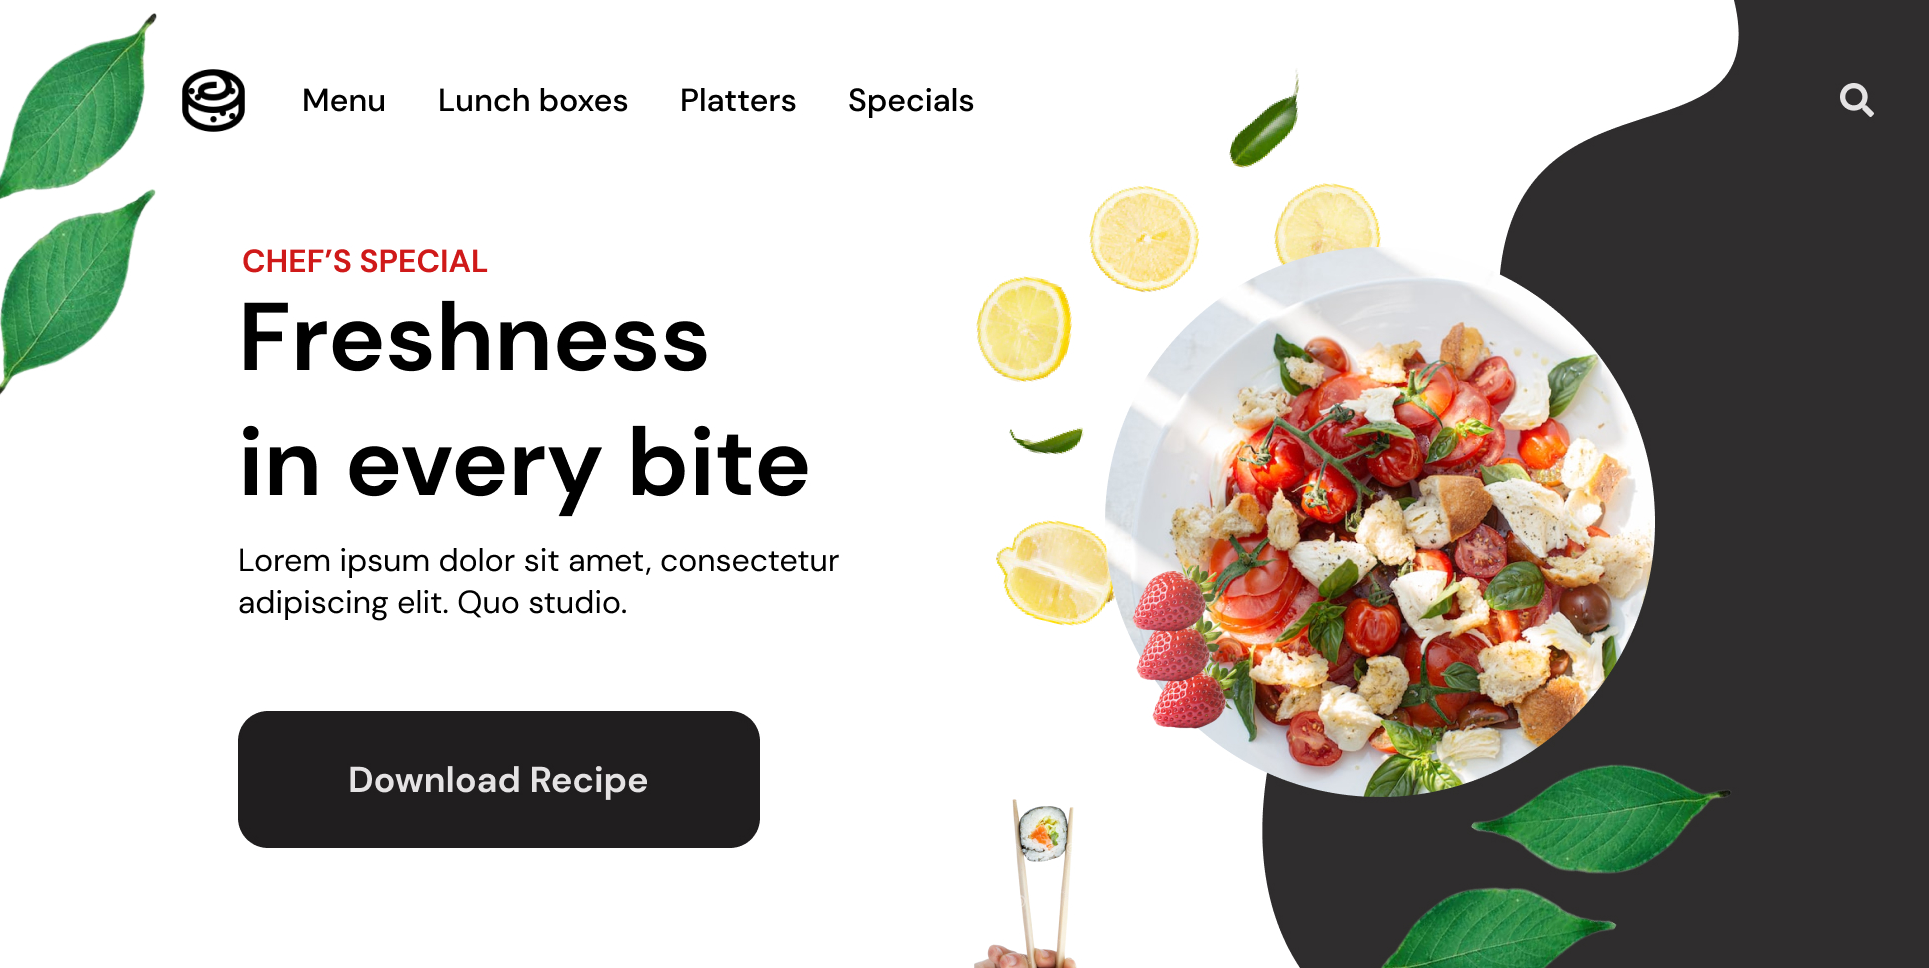 Menu Lunch boxes Platters Specials
CHEF’S SPECIAL
Freshness
in every bite
Lorem ipsum dolor sit amet, consectetur
adipiscing elit. Quo studio.
Download Recipe